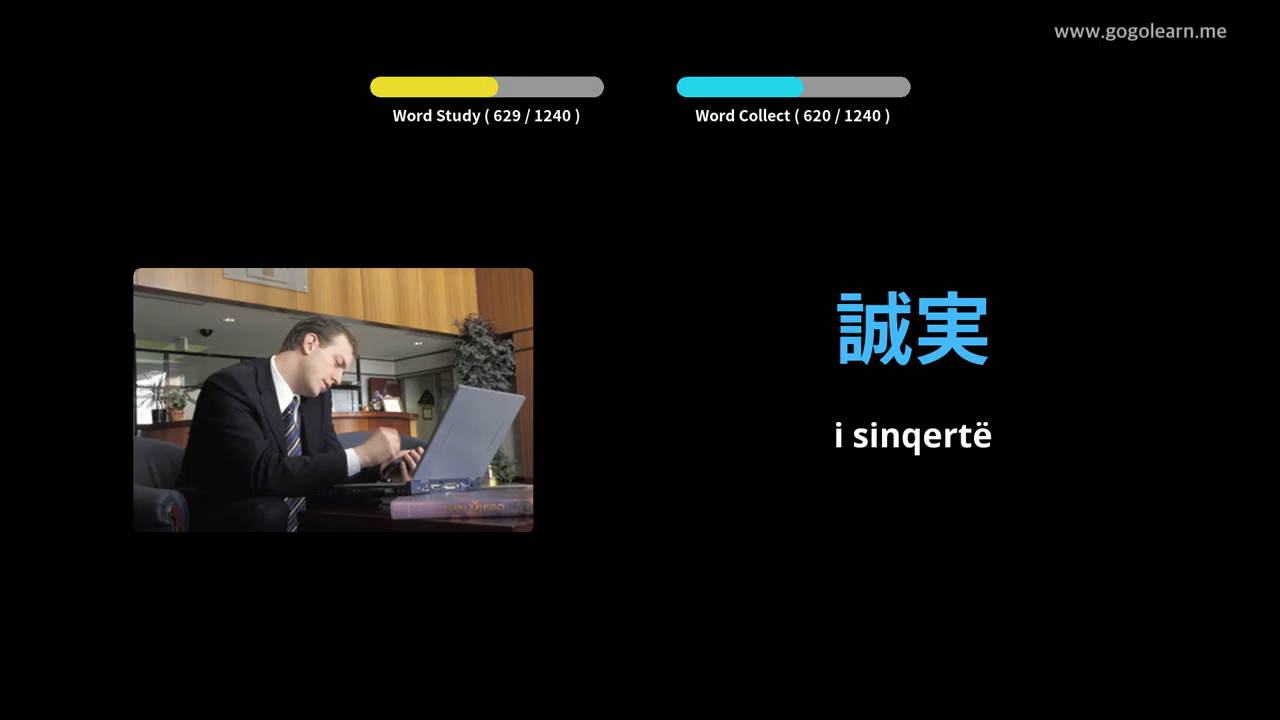 www.gogolearn.me
Word Study ( 629 / 1240 )
Word Collect ( 620 / 1240 )
誠実
i sinqertë